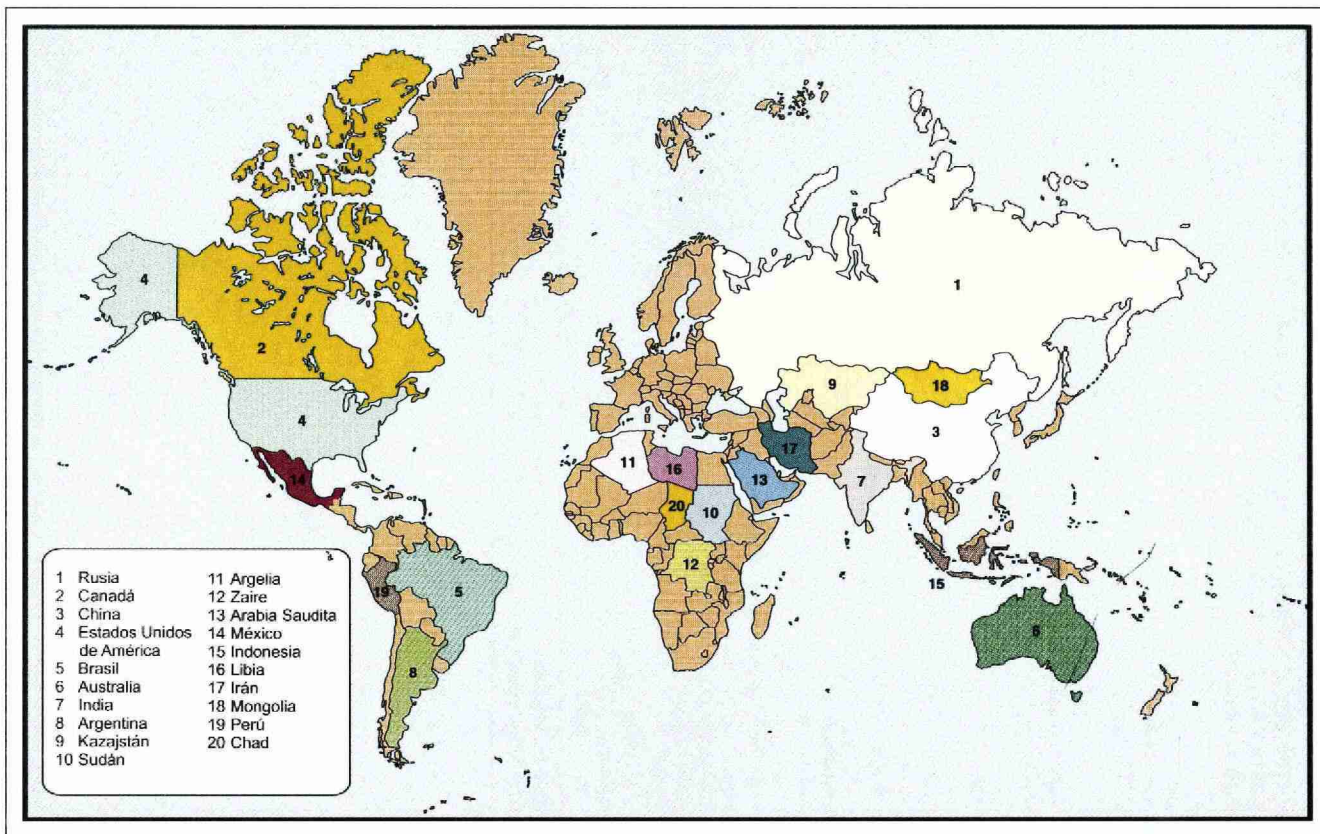 4
2
4
14
19
5
8
1
9
18
3
17
11
16
13
7
20
10
12
15
6
1 Rusia
2 Canadá
3 China
4 Estados Unidos
de América
5 Brasil
6 Australia
7 India
8 Argentina
9 Kazajstán
10 Sudán
11 Argelia
12 Zaire
13 Arabia Saudita
14 México
15 Indonesia
16 Libia
17 Irán
18 Mongolia
19 Perú
20 Chad